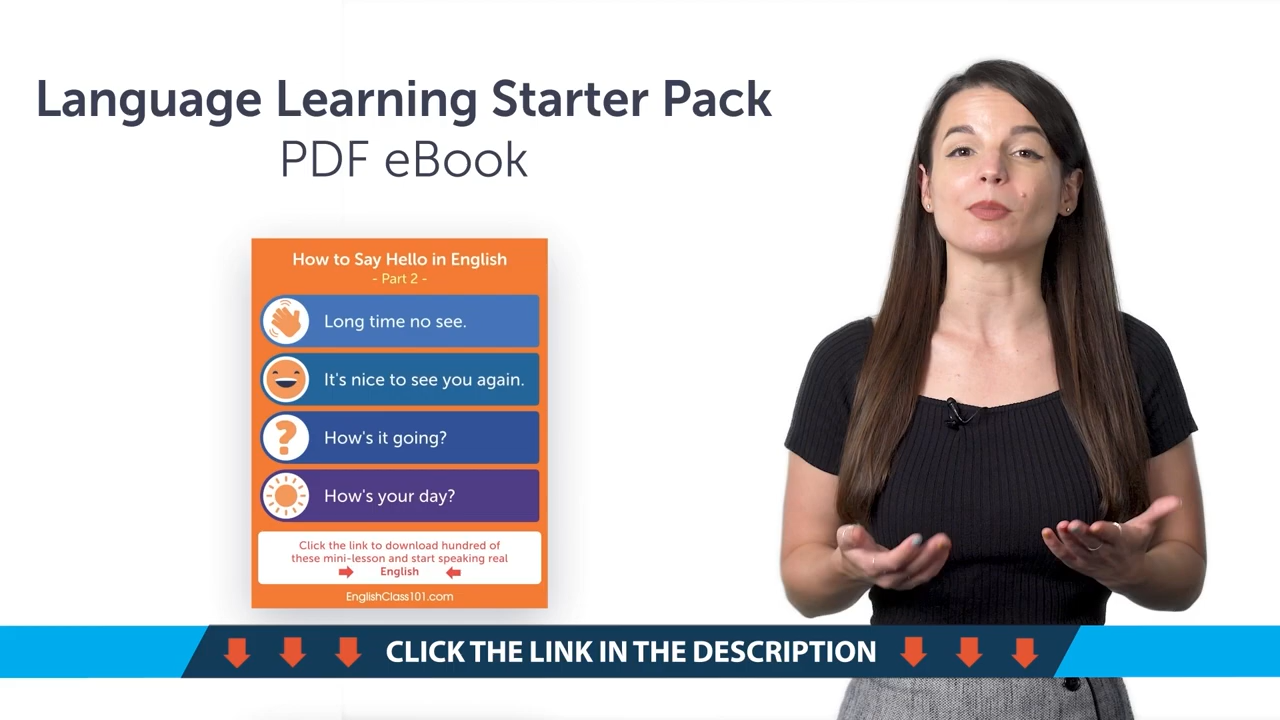 Language Learning Starter Pack
PDF eBook
How to Say Hello in English
- Part 2 -
Long time no see.
It's nice to see you again.
?
How's it going?
How's your day?
Click the link to download hundred of
these mini-lesson and start speaking real
English
EnglishClass101.com
CLICK THE LINK IN THE DESCRIPTION